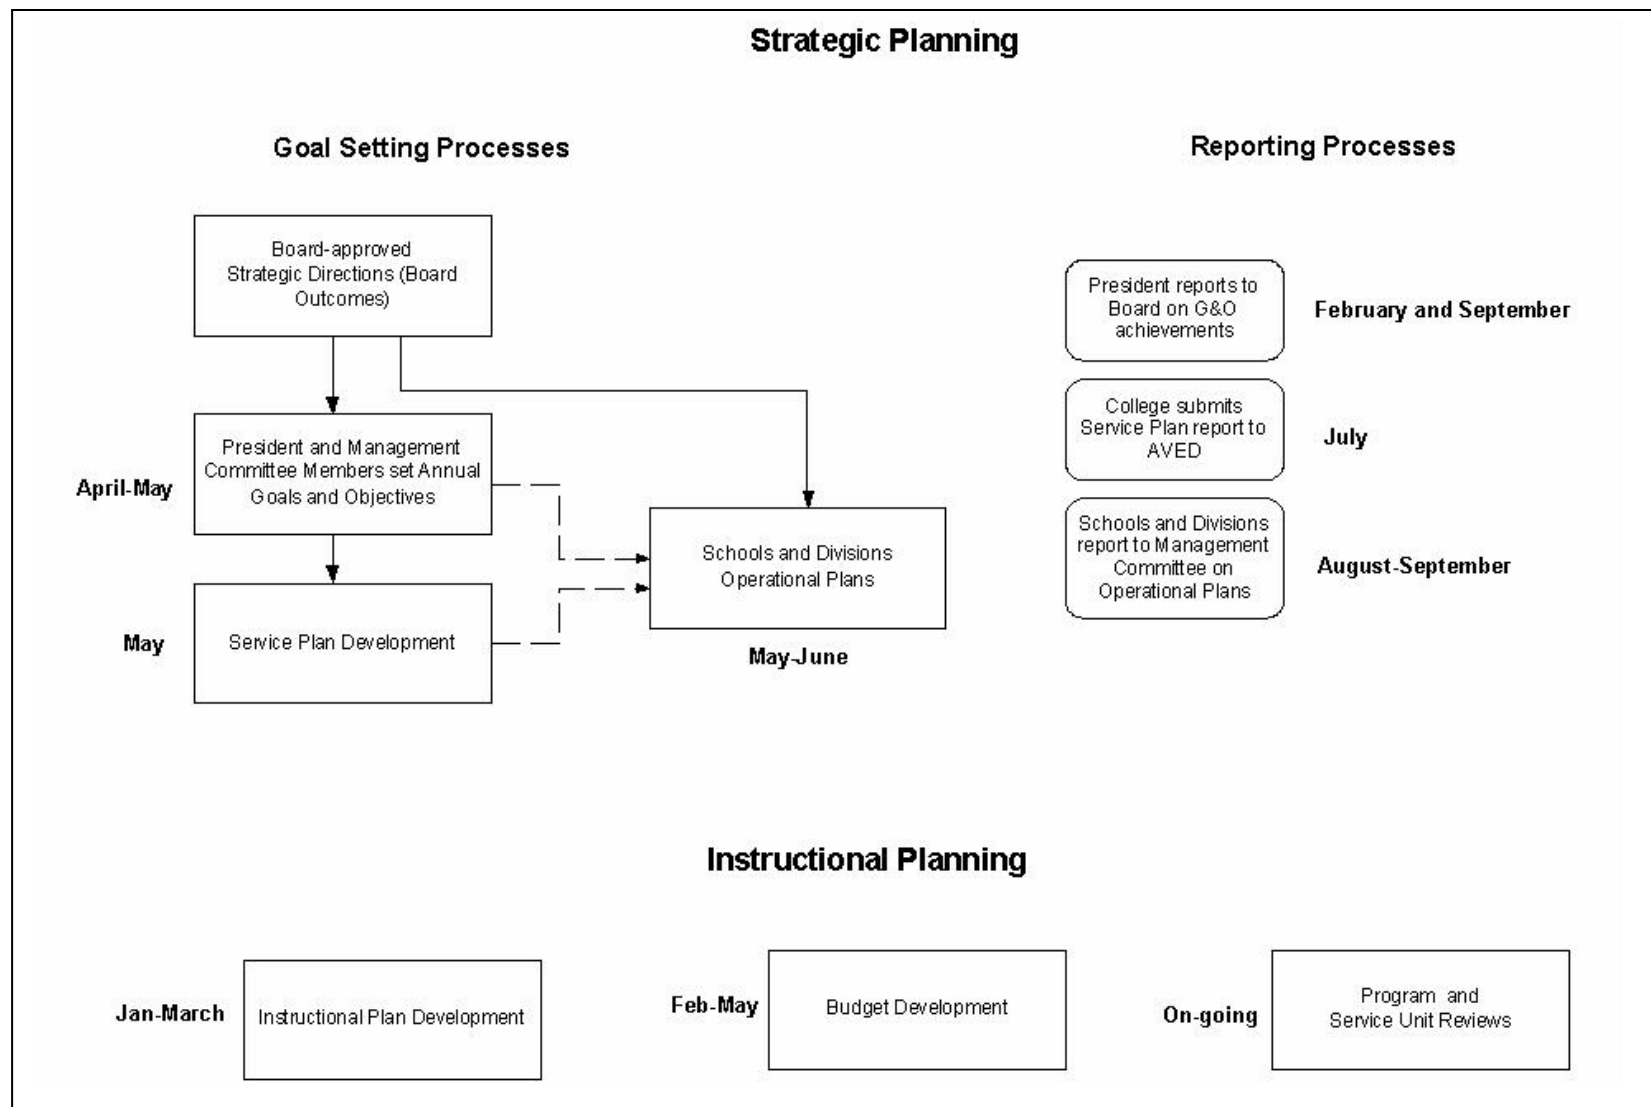 Strategic Planning
Goal Setting Processes
Board-approved
Strategic Directions (Board
Outcomes)
April-May
President and Management
Committee Members set Annual
Goals and Objectives
May
Service Plan Development
Schools and Divisions
Operational Plans
May-June
Reporting Processes
President reports to
Board on G&O
achievements
February and September
College submits
Service Plan report to
AVED
July
Schools and Divisions
report to Management
Committee on
Operational Plans
August-September
Instructional Planning
Jan-March
Instructional Plan Development
Feb-May
Budget Development
On-going
Program and
Service Unit Reviews